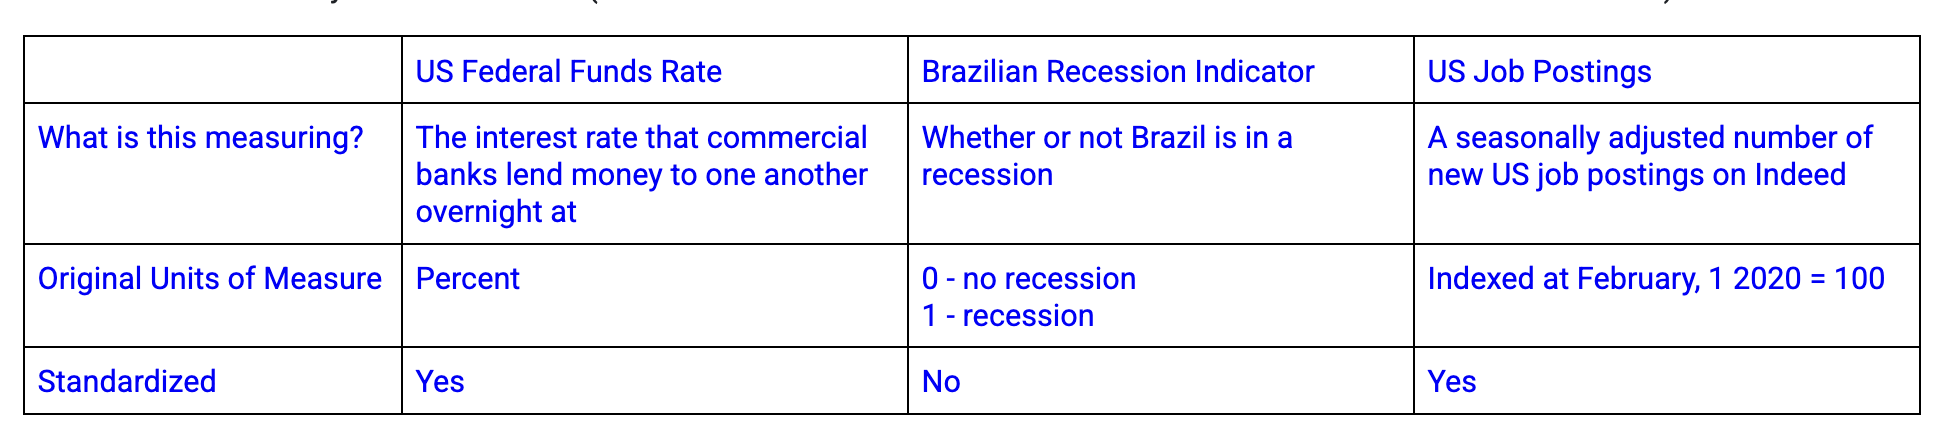 US Federal Funds Rate
Brazilian Recession Indicator
US Job Postings
What is this measuring?
The interest rate that commercial
banks lend money to one another
overnight at
Whether or not Brazil is in a
recession
A seasonally adjusted number of
new US job postings on Indeed
Original Units of Measure
Percent
0 - no recession
1 - recession
Indexed at February, 1 2020 = 100
Standardized
Yes
No
Yes